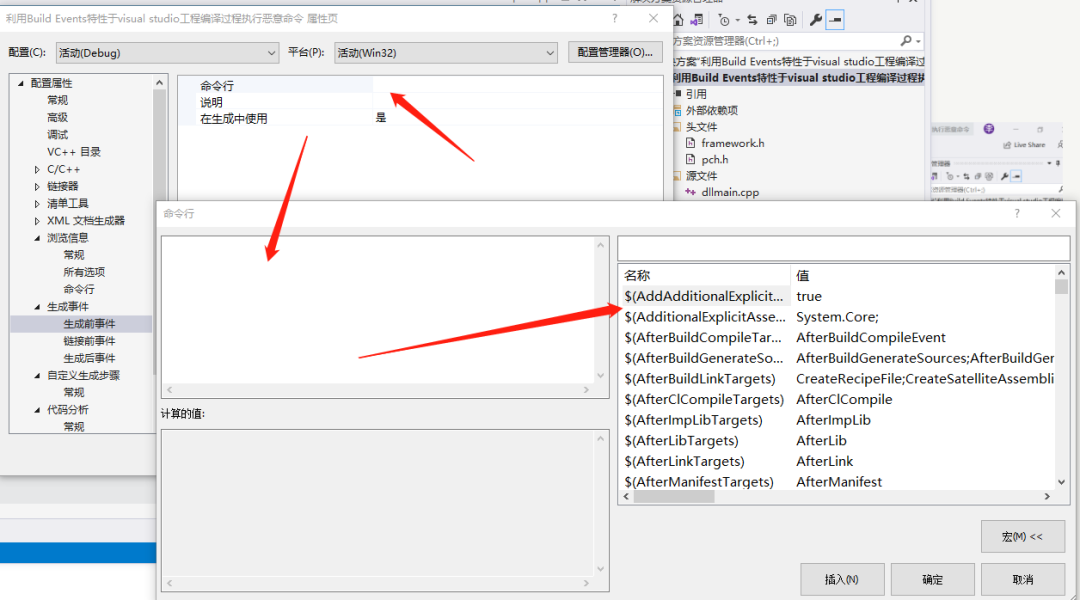 利用Build Events特性于visual studio工程编译过程执行恶意命令 属性页
配置(C):
活动(Debug)
平台(P):
活动(Win32)
配置管理器(O)...
配置属性
常规
高级
调试
VC++ 目录
C/C++
链接器
清单工具
XML 文档生成器
浏览信息
常规
所有选项
命令行
生成事件
生成前事件
链接前事件
生成后事件
自定义生成步骤
常规
代码分析
常规
命令行
说明
在生成中使用
是
方案资源管理器(Ctrl+;)
决方案"利用Build Events特性于visual studio工程编译
利用Build Events特性于visual studio工程编译过程执
引用
外部依赖项
头文件
framework.h
pch.h
源文件
dllmain.cpp
Live Share
命令行
计算的值:
名称
值
$(AddAdditionalExplicit...
true
$(AdditionalExplicitAsse...
System.Core;
$(AfterBuildCompileTar...
AfterBuildCompileEvent
$(AfterBuildGenerateSo...
AfterBuildGenerateSources;AfterBuildGer
$(AfterBuildLinkTargets)
CreateRecipeFile;CreateSatelliteAssembli
$(AfterClCompileTargets)
AfterClCompile
$(AfterImpLibTargets)
AfterImpLib
$(AfterLibTargets)
AfterLib
$(AfterLinkTargets)
AfterLink
$(AfterManifestTargets)
AfterManifest
宏(M) <<
插入(N)
确定
取消